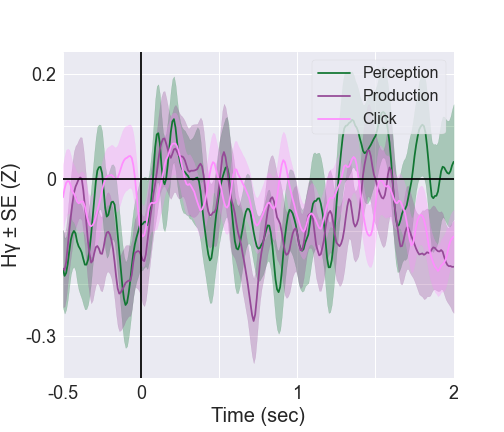 Perception
Production
Click
0.2
0
-0.3
Hγ ± SE (Z)
-0.5
0
1
2
Time (sec)